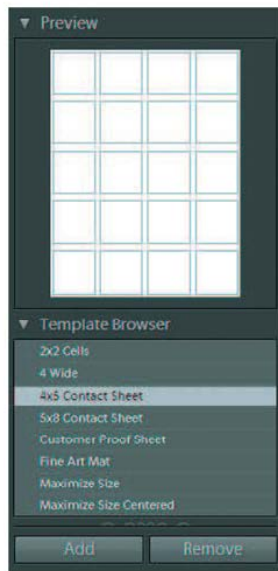 Preview
Template Browser
2x2 Cells
4 Wide
4x5 Contact Sheet
5x8 Contact Sheet
Customer Proof Sheet
Fine Art Mat
Maximize Size
Maximize Size Centered
Add
Remove